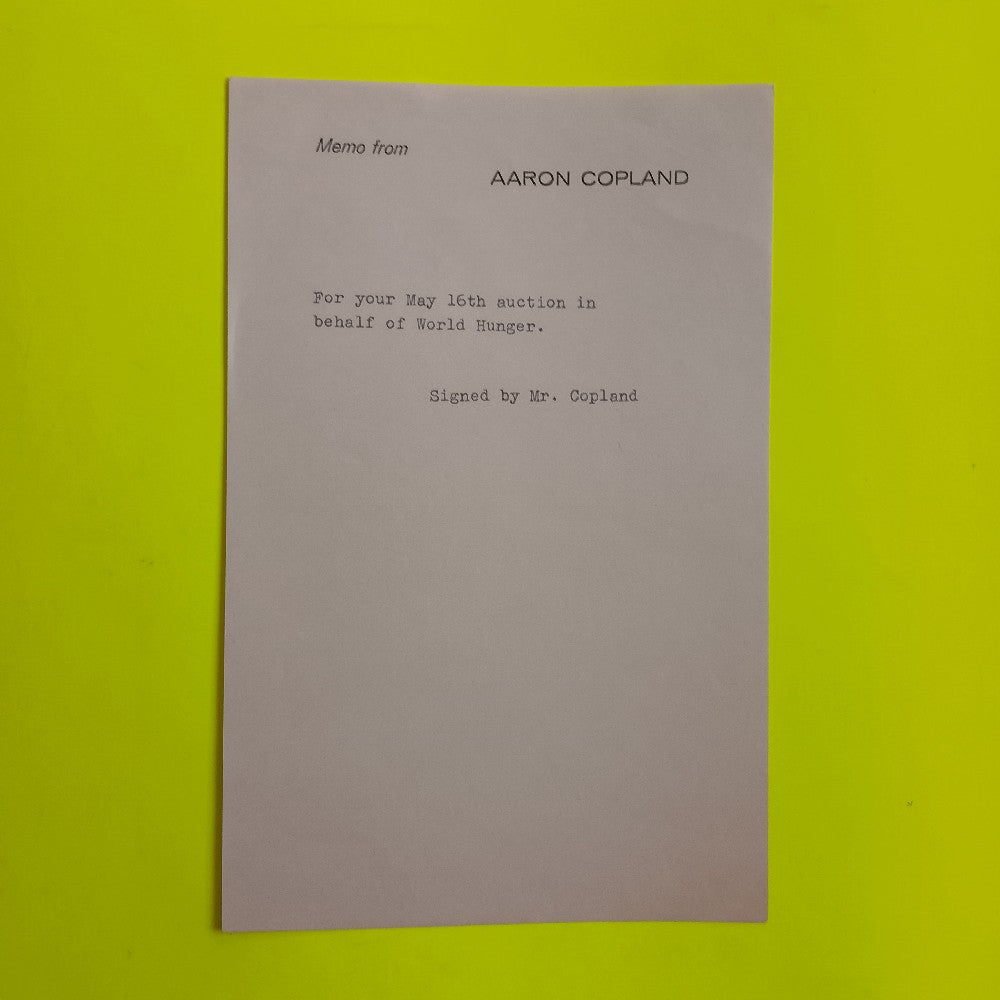 Memo from
AARON COPLAND
For your May 16th auction in
behalf of World Hunger.
Signed by Mr. Copland